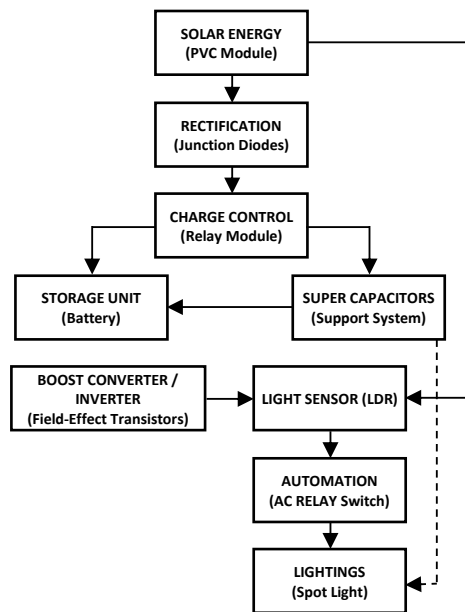 SOLAR ENERGY
(PVC Module)
RECTIFICATION
(Junction Diodes)
CHARGE CONTROL
(Relay Module)
STORAGE UNIT
(Battery)
SUPER CAPACITORS
(Support System)
BOOST CONVERTER /
INVERTER
(Field-Effect Transistors)
LIGHT SENSOR (LDR)
AUTOMATION
(AC RELAY Switch)
LIGHTINGS
(Spot Light)